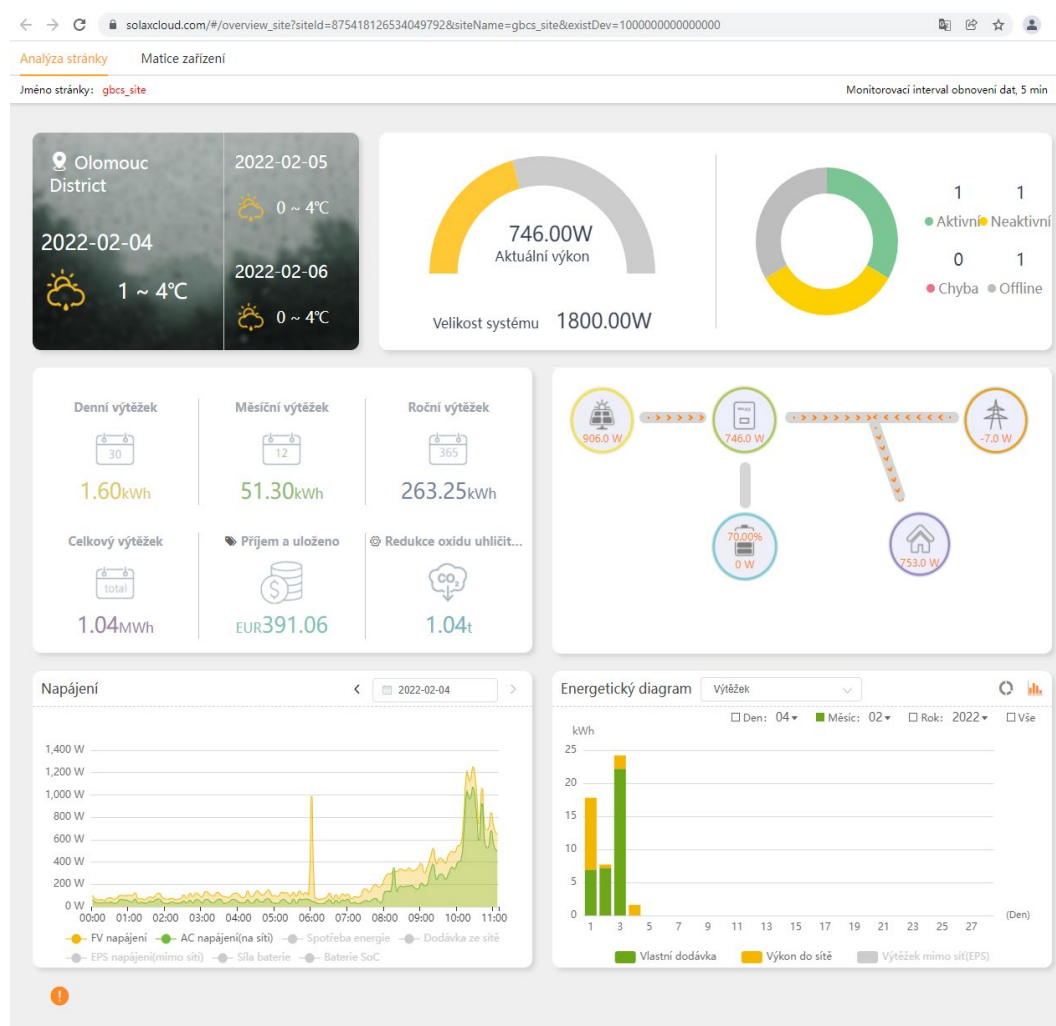 solaxcloud.com/#/overview_site?siteId=875418126534049792&siteName=gbcs_site&existDev=1000000000000000
Analýza stránky Matice zařízení
Jméno stránky: gbcs_site Monitorovací interval obnovení dat, 5 min
Olomouc
District
2022-02-04
1 ~ 4℃
2022-02-05
0 ~ 4℃
2022-02-06
0 ~ 4℃
746.00W
Aktuální výkon
Velikost systému 1800.00W
1 1
Aktivní Neaktivní
0 1
Chyba Offline
Denní výtěžek Měsíční výtěžek Roční výtěžek
30 12 365
1.60kWh 51.30kWh 263.25kWh
Celkový výtěžek Příjem a uloženo Redukce oxidu uhličit...
total $ CO2
1.04MWh EUR391.06 1.04t
906.0 W 746.0 W -7.0 W
70.00%
0 W
753.0 W
Napájení 2022-02-04
1,400 W
1,200 W
1,000 W
800 W
600 W
400 W
200 W
0 W
00:00 01:00 02:00 03:00 04:00 05:00 06:00 07:00 08:00 09:00 10:00 11:00
FV napájení AC napájení(na síti) Spotřeba energie Dodávka ze sítě
EPS napájení(mimo síti) Síla baterie Baterie SoC
Energetický diagram Výtěžek
Den: 04 Měsíc: 02 Rok: 2022 Vše
kWh
25
20
15
10
5
0
1 3 5 7 9 11 13 15 17 19 21 23 25 27 (Den)
Vlastní dodávka Výkon do sítě Výtěžek mimo síť(EPS)
!